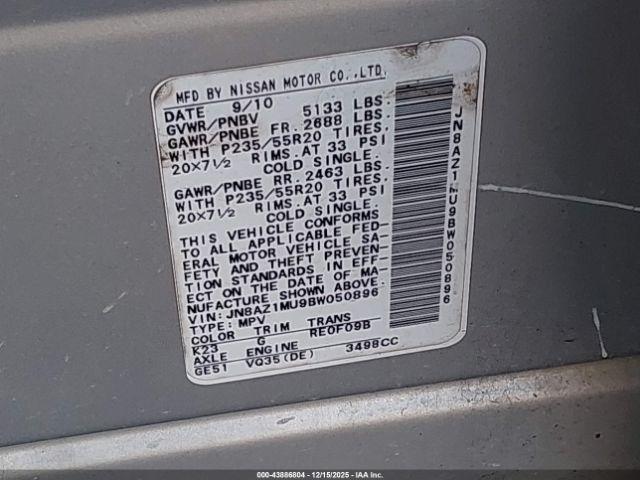 MFD BY NISSAN MOTOR CO.,LTD.
DATE 9/10
GVWR/PNBV 5133 LBS.
GAWR/PNBE FR. 2688 LBS.
WITH P235/55R20 TIRES.
20X7½ RIMS.AT 33 PSI
COLD SINGLE.
GAWR/PNBE RR. 2463 LBS.
WITH P235/55R20 TIRES.
20X7½ RIMS.AT 33 PSI
COLD SINGLE.
THIS VEHICLE CONFORMS
TO ALL APPLICABLE FED-
ERAL MOTOR VEHICLE SA-
FETY AND THEFT PREVEN-
TION STANDARDS IN EFF-
ECT ON THE DATE OF MA-
NUFACTURE SHOWN ABOVE.
VIN: JN8AZ1MU9BW050896
TYPE: MPV
COLOR TRIM TRANS
K23 G RE0F09B
AXLE ENGINE
GE51 VQ35(DE) 3498CC
JN8AZ1MU9BW050896
000-43886804 - 12/15/2025 - IAA Inc.